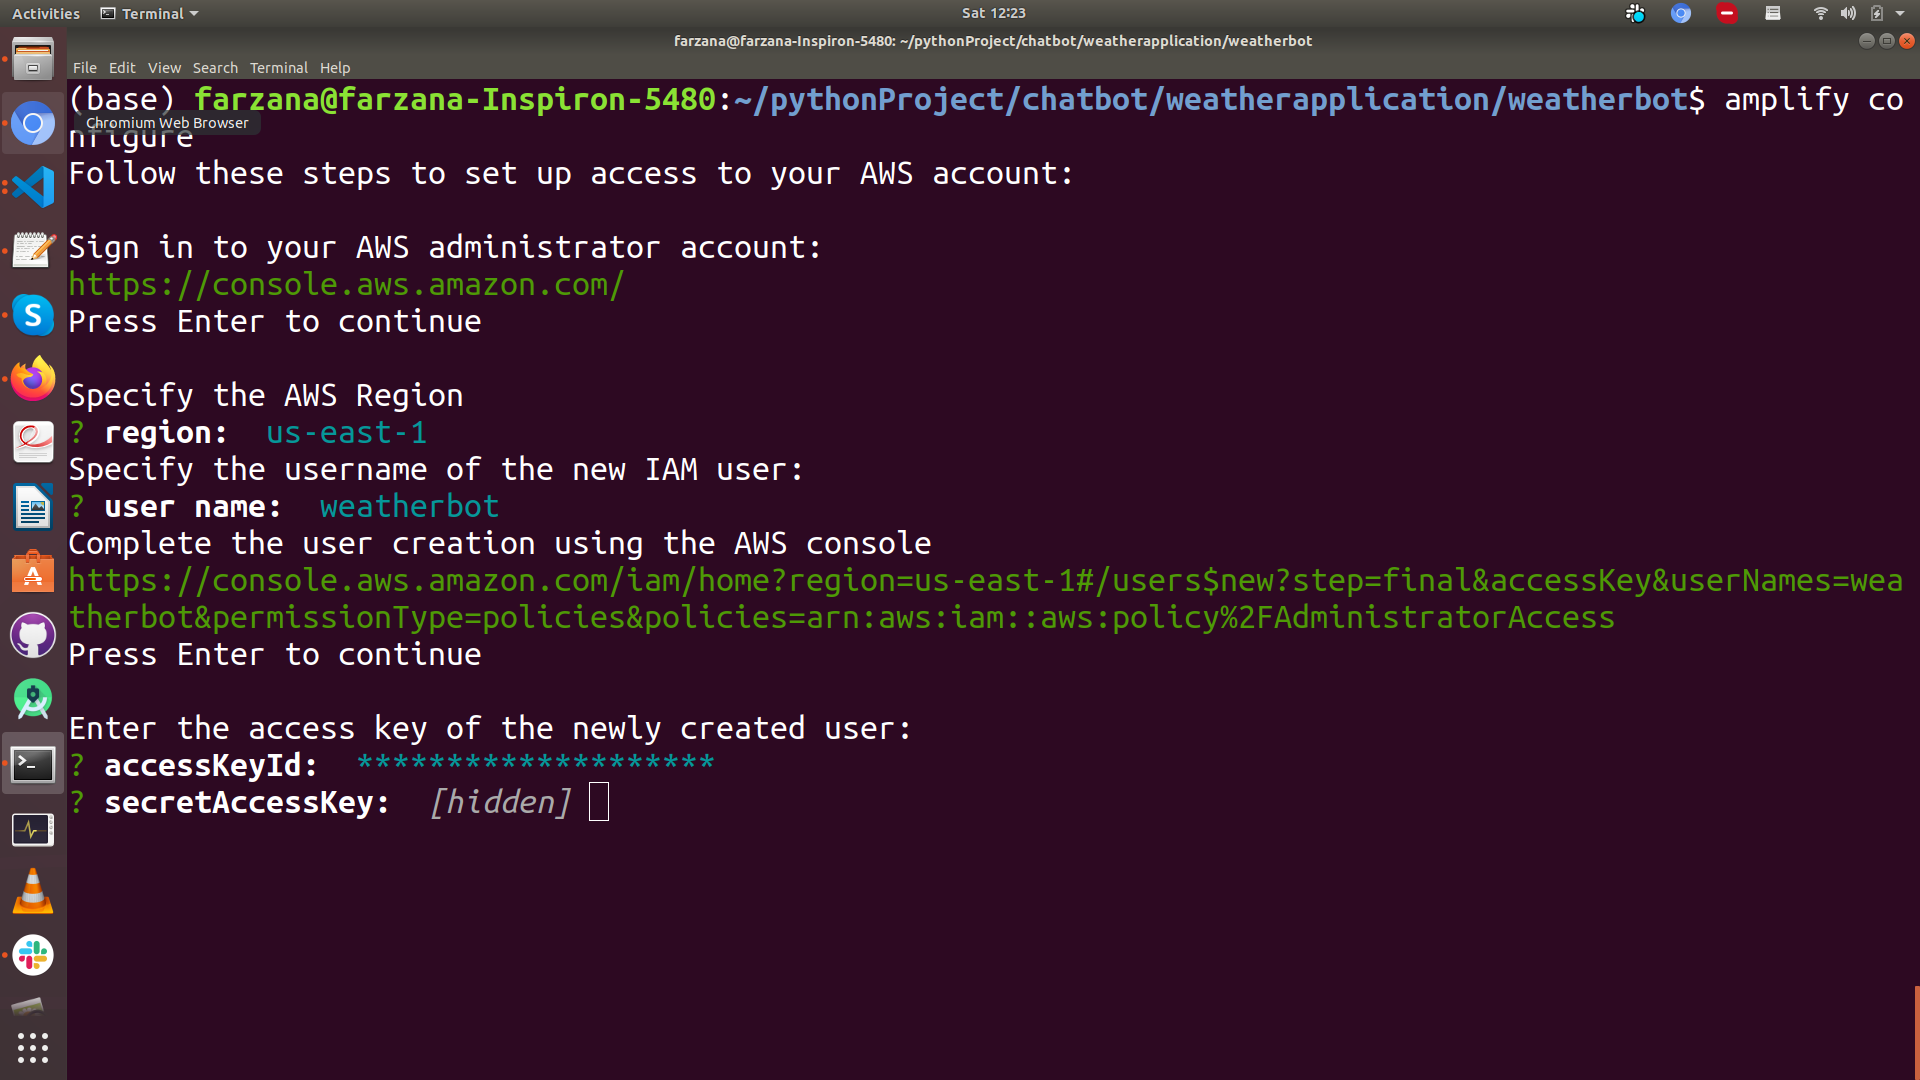 Activities Terminal Sat 12:23
farzana@farzana-Inspiron-5480: ~/pythonProject/chatbot/weatherapplication/weatherbot
File Edit View Search Terminal Help
(base) farzana@farzana-Inspiron-5480:~/pythonProject/chatbot/weatherapplication/weatherbot$ amplify co
Chromium Web Browser
nfigure
Follow these steps to set up access to your AWS account:
Sign in to your AWS administrator account:
https://console.aws.amazon.com/
Press Enter to continue
Specify the AWS Region
? region: us-east-1
Specify the username of the new IAM user:
? user name: weatherbot
Complete the user creation using the AWS console
https://console.aws.amazon.com/iam/home?region=us-east-1#/users$new?step=final&accessKey&userNames=wea
therbot&permissionType=policies&policies=arn:aws:iam::aws:policy%2FAdministratorAccess
Press Enter to continue
Enter the access key of the newly created user:
? accessKeyId: ********************
? secretAccessKey: [hidden]